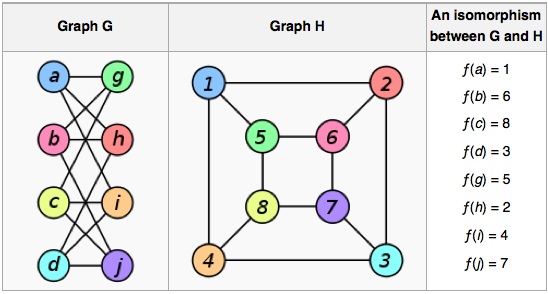 Graph G
Graph H
An isomorphism
between G and H
a
g
b
h
c
i
d
j
1
2
5
6
8
7
4
3
f(a) = 1
f(b) = 6
f(c) = 8
f(d) = 3
f(g) = 5
f(h) = 2
f(i) = 4
f(j) = 7